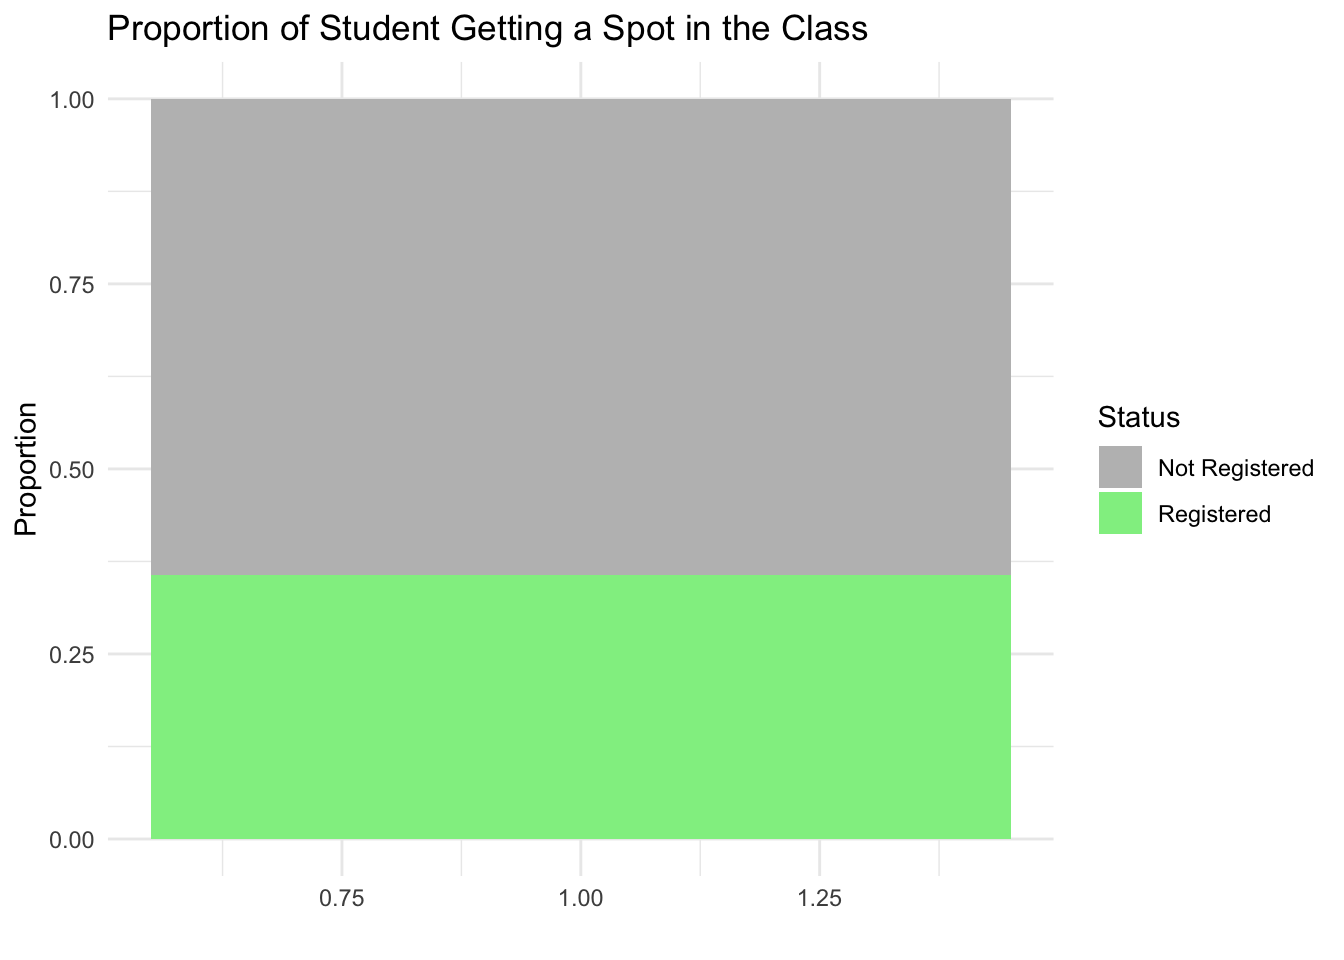 Proportion of Student Getting a Spot in the Class
1.00
0.75
0.50
0.25
0.00
Proportion
0.75 1.00 1.25
Status
Not Registered
Registered